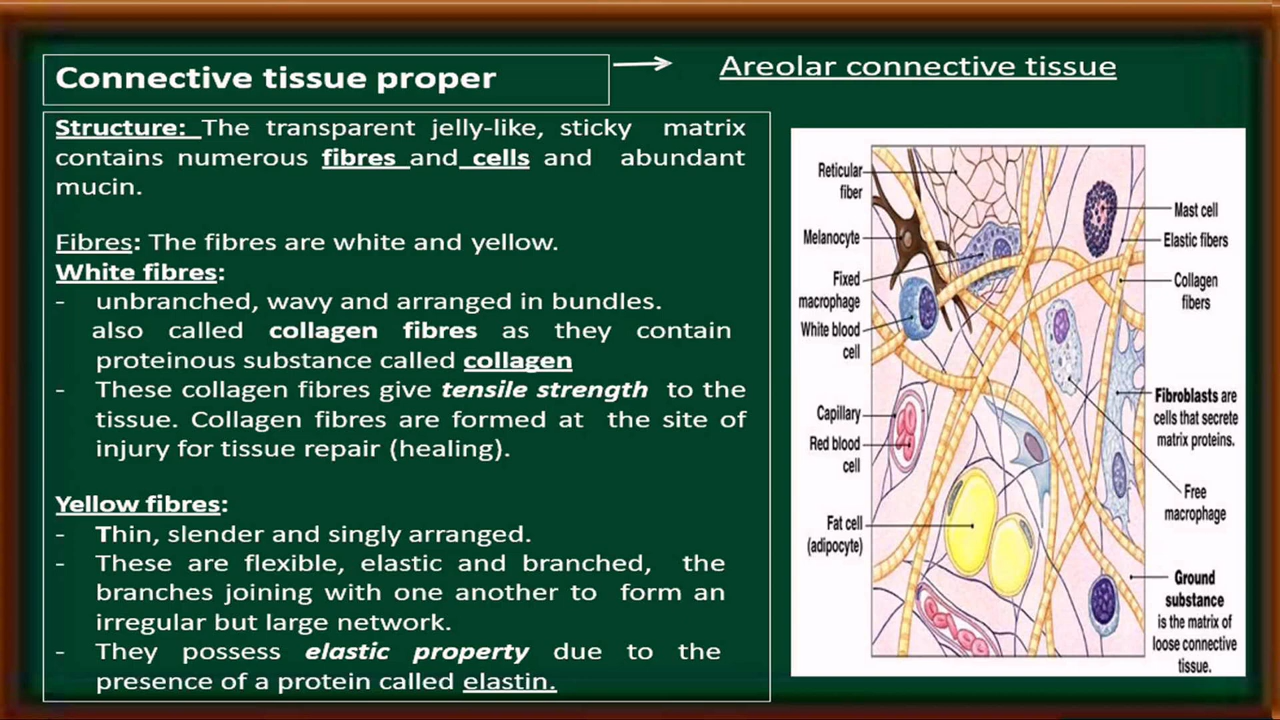 Connective tissue proper
Areolar connective tissue
Structure: The transparent jelly-like, sticky matrix
contains numerous fibres and cells and abundant
mucin.
Fibres: The fibres are white and yellow.
White fibres:
- unbranched, wavy and arranged in bundles.
also called collagen fibres as they contain
proteinous substance called collagen
- These collagen fibres give tensile strength to the
tissue. Collagen fibres are formed at the site of
injury for tissue repair (healing).
Yellow fibres:
- Thin, slender and singly arranged.
- These are flexible, elastic and branched, the
branches joining with one another to form an
irregular but large network.
- They possess elastic property due to the
presence of a protein called elastin.
Reticular
fiber
Melanocyte
Fixed
macrophage
White blood
cell
Capillary
Red blood
cell
Fat cell
(adipocyte)
Mast cell
Elastic fibers
Collagen
fibers
Fibroblasts are
cells that secrete
matrix proteins.
Free
macrophage
Ground
substance
is the matrix of
loose connective
tissue.